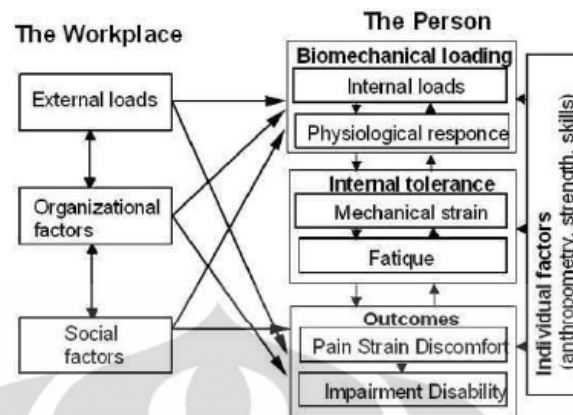 The Workplace
External loads
Organizational
factors
Social
factors
The Person
Biomechanical loading
Internal loads
Physiological responce
Internal tolerance
Mechanical strain
Fatique
Outcomes
Pain Strain Discomfort
Impairment Disability
Individual factors
(anthropometry, strength, skills)